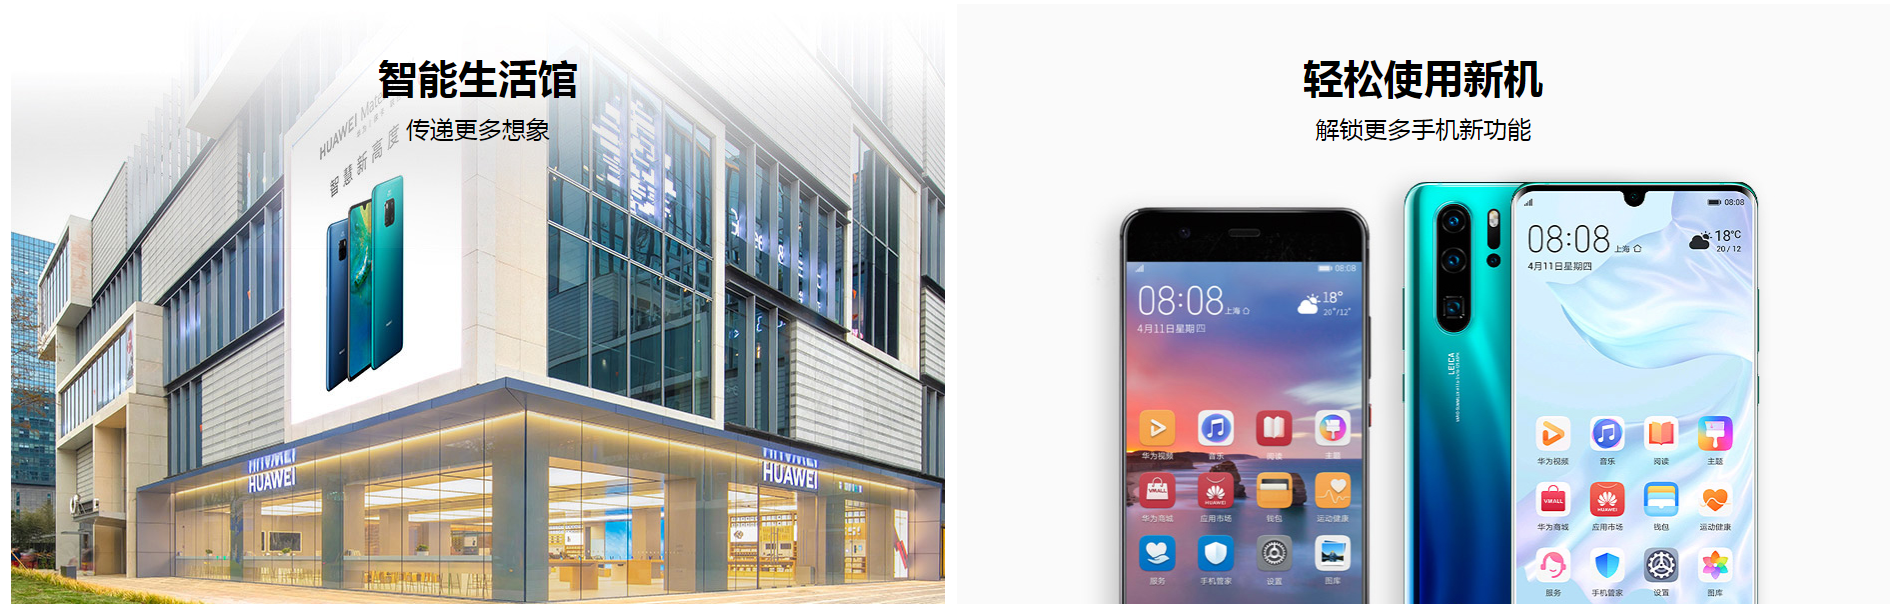 智能生活馆
传递更多想象
HUAWEI Mate
智慧新高度
HUAWEI
HUAWEI
轻松使用新机
解锁更多手机新功能
08:08
08:08 上海
18°
20°/12°
4月11日星期四
华为视频 音乐 阅读 主题
VMALL
HUAWEI
华为商城 应用市场 钱包 运动健康
服务 手机管家 设置 图库
LEICA
08:08
08:08 上海
18°C
20 / 12
4月11日星期四
华为视频 音乐 阅读 主题
VMALL
HUAWEI
华为商城 应用市场 钱包 运动健康
服务 手机管家 设置 图库